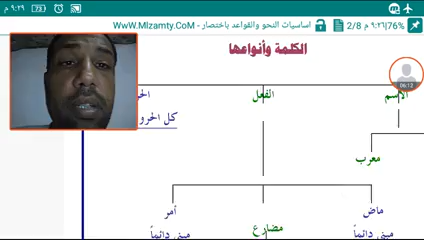 ٩:٢٩ م
73
76%|٩:٢٦ م
2/8
اساسيات النحو والقواعد باختصار - WwW.Mlzamty.CoM
الكلمة وأنواعها
الاسم
الفعل
06:12
كل الحرو
معرب
ماض
مضارع
أمر
مبني دائماً
مبني دائماً